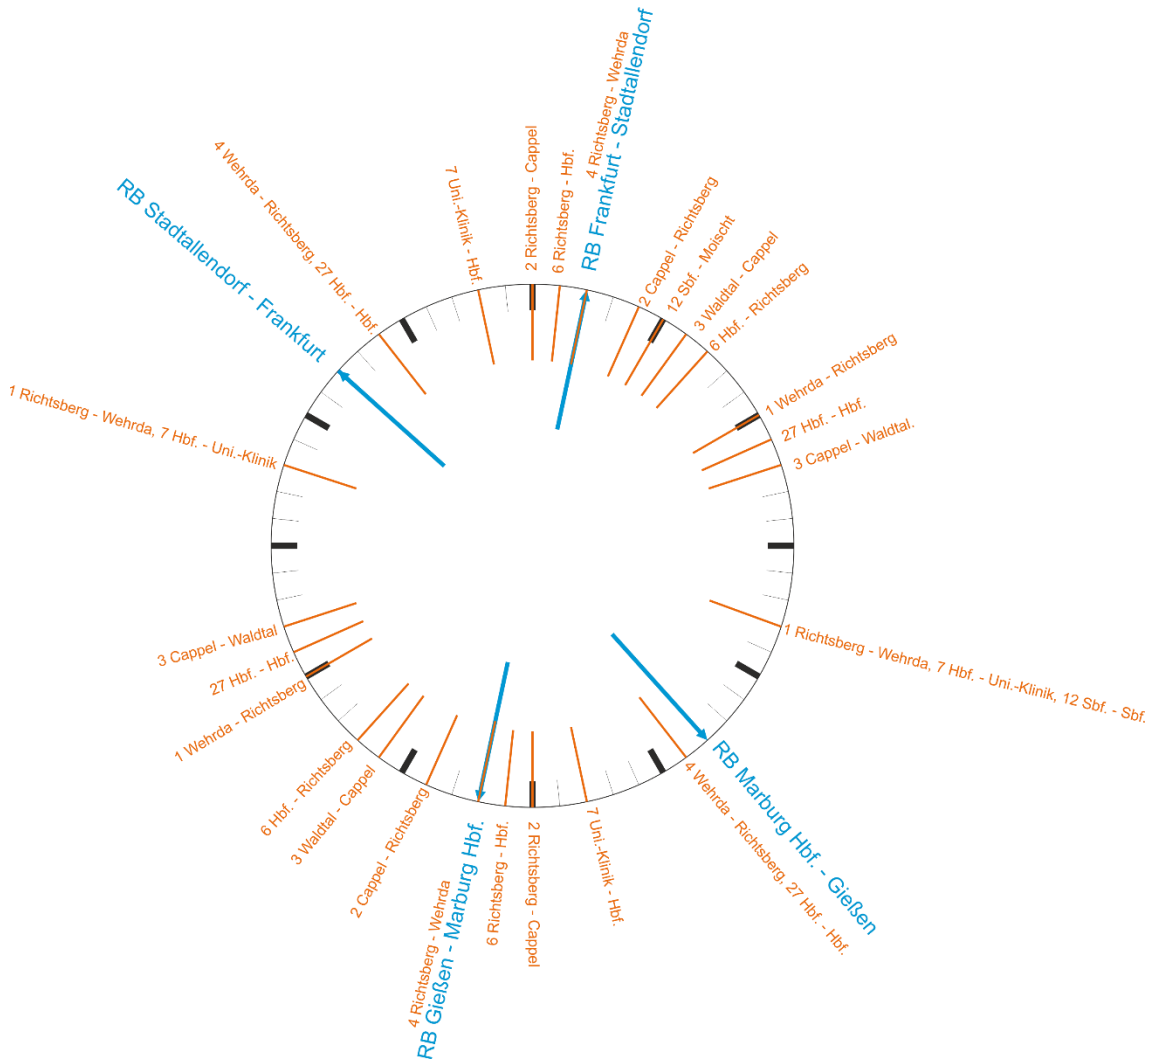 2 Richtsberg - Cappel
6 Richtsberg - Hbf.
4 Richtsberg - Wehrda
RB Frankfurt - Stadtallendorf
2 Cappel - Richtsberg
12 Sbf. - Moischt
3 Waldtal - Cappel
6 Hbf. - Richtsberg
1 Wehrda - Richtsberg
27 Hbf. - Hbf.
3 Cappel - Waldtal.
1 Richtsberg - Wehrda, 7 Hbf. - Uni.-Klinik, 12 Sbf. - Sbf.
RB Marburg Hbf. - Gießen
4 Wehrda - Richtsberg, 27 Hbf. - Hbf.
7 Uni.-Klinik - Hbf.
2 Richtsberg - Cappel
6 Richtsberg - Hbf.
4 Richtsberg - Wehrda
RB Gießen - Marburg Hbf.
2 Cappel - Richtsberg
3 Waldtal - Cappel
6 Hbf. - Richtsberg
1 Wehrda - Richtsberg
27 Hbf. - Hbf.
3 Cappel - Waldtal
1 Richtsberg - Wehrda, 7 Hbf. - Uni.-Klinik
RB Stadtallendorf - Frankfurt
4 Wehrda - Richtsberg, 27 Hbf. - Hbf.
7 Uni.-Klinik - Hbf.